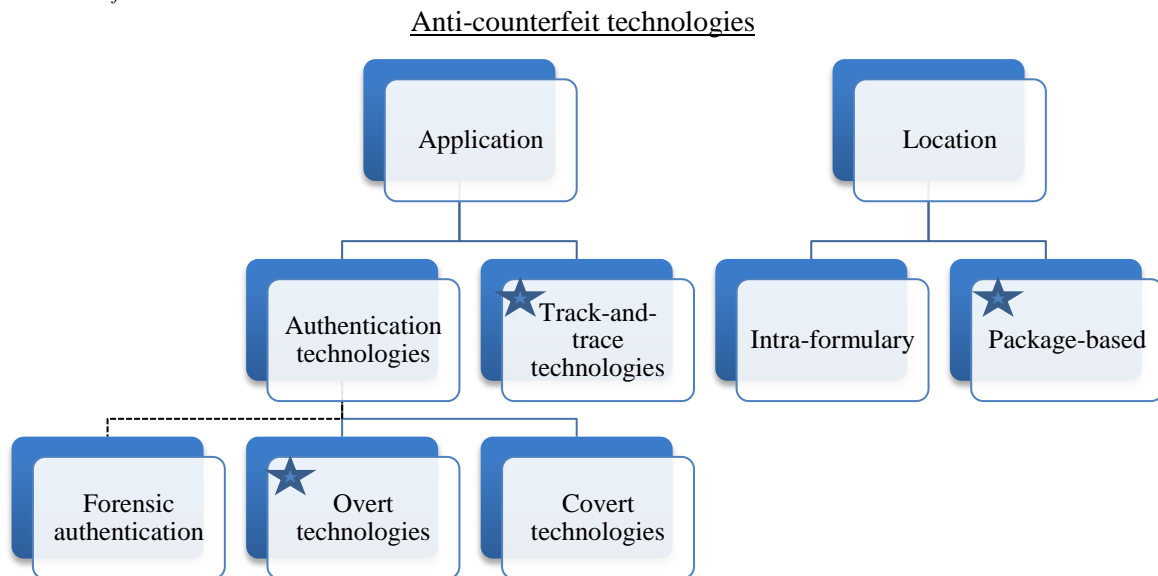 Anti-counterfeit technologies
Application
Location
Authentication
technologies
Track-and-
trace
technologies
Intra-formulary
Package-based
Forensic
authentication
Overt
technologies
Covert
technologies